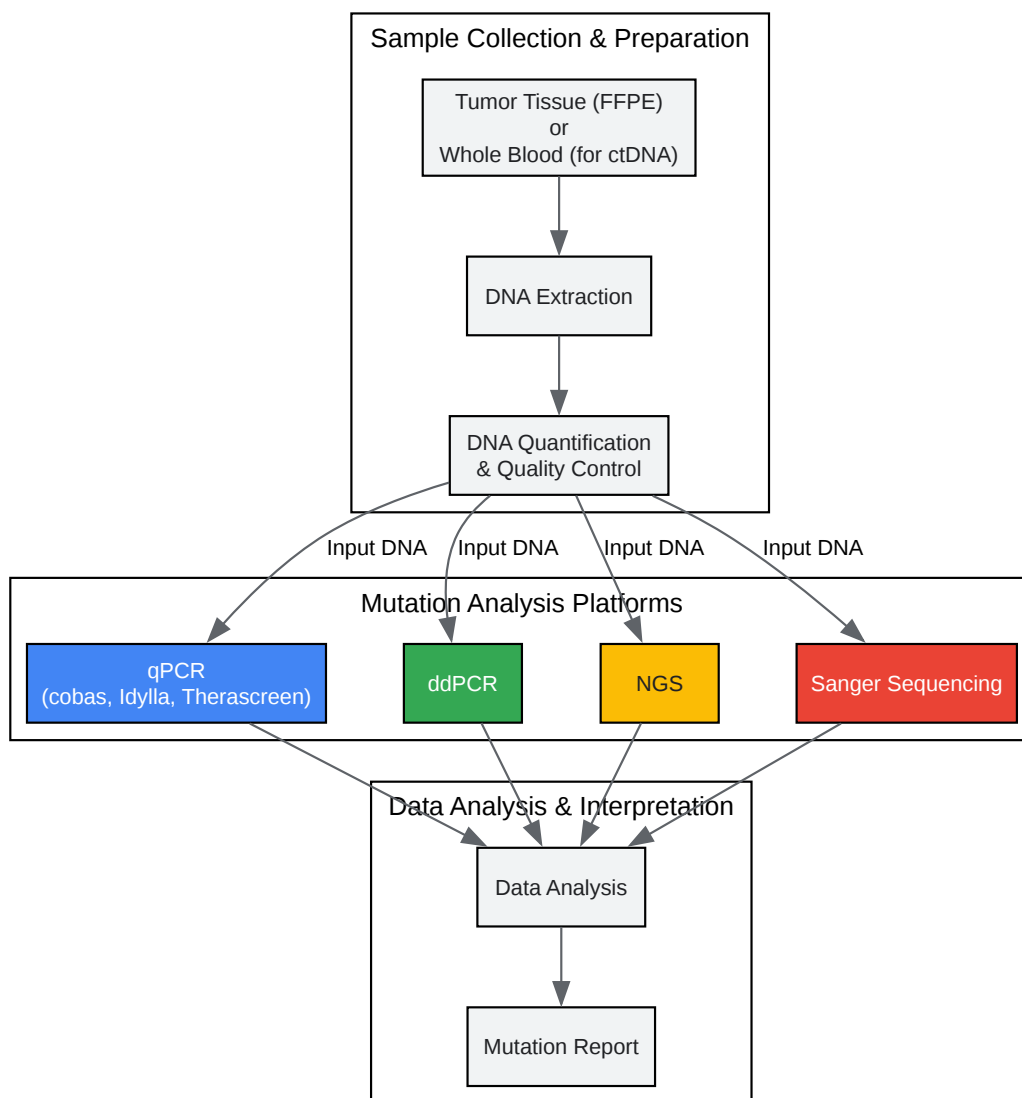 Sample Collection & Preparation
Tumor Tissue (FFPE)
or
Whole Blood (for ctDNA)
DNA Extraction
DNA Quantification
& Quality Control
Input DNA
Input DNA
Input DNA
Input DNA
Mutation Analysis Platforms
qPCR
(cobas, Idylla, Therascreen)
ddPCR
NGS
Sanger Sequencing
Data Analysis & Interpretation
Data Analysis
Mutation Report